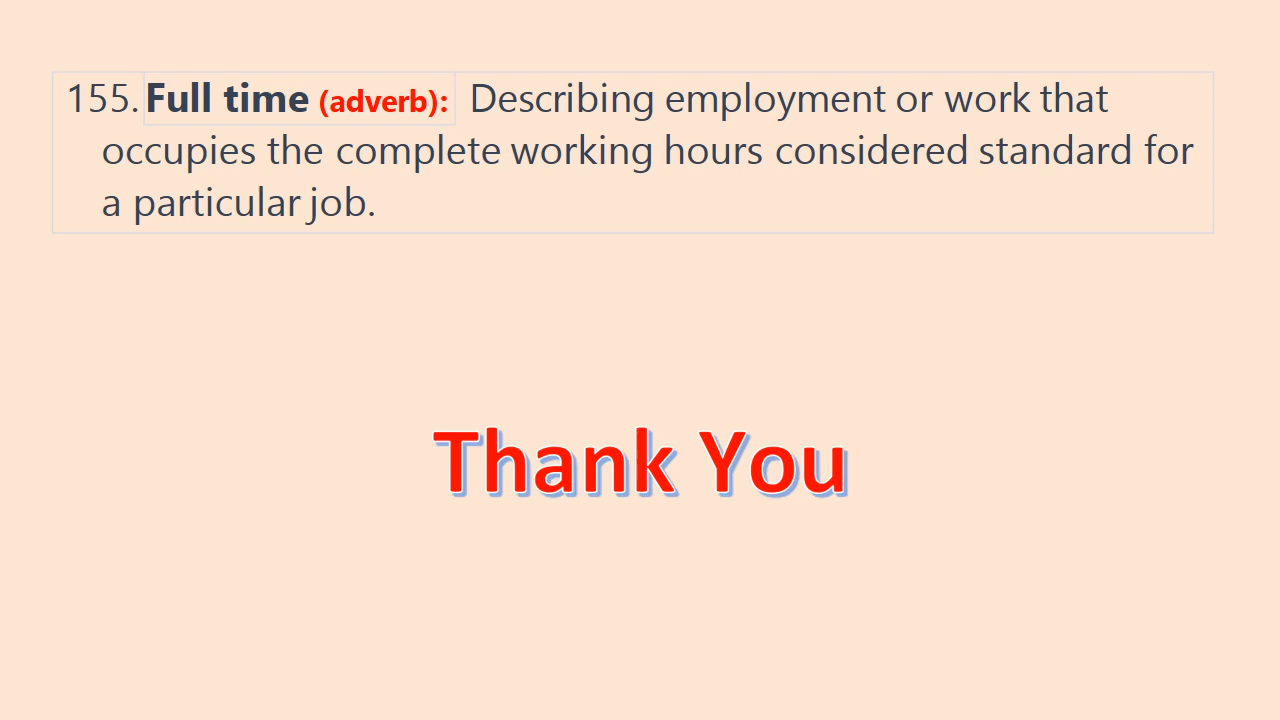 155. Full time (adverb): Describing employment or work that
occupies the complete working hours considered standard for
a particular job.
Thank You